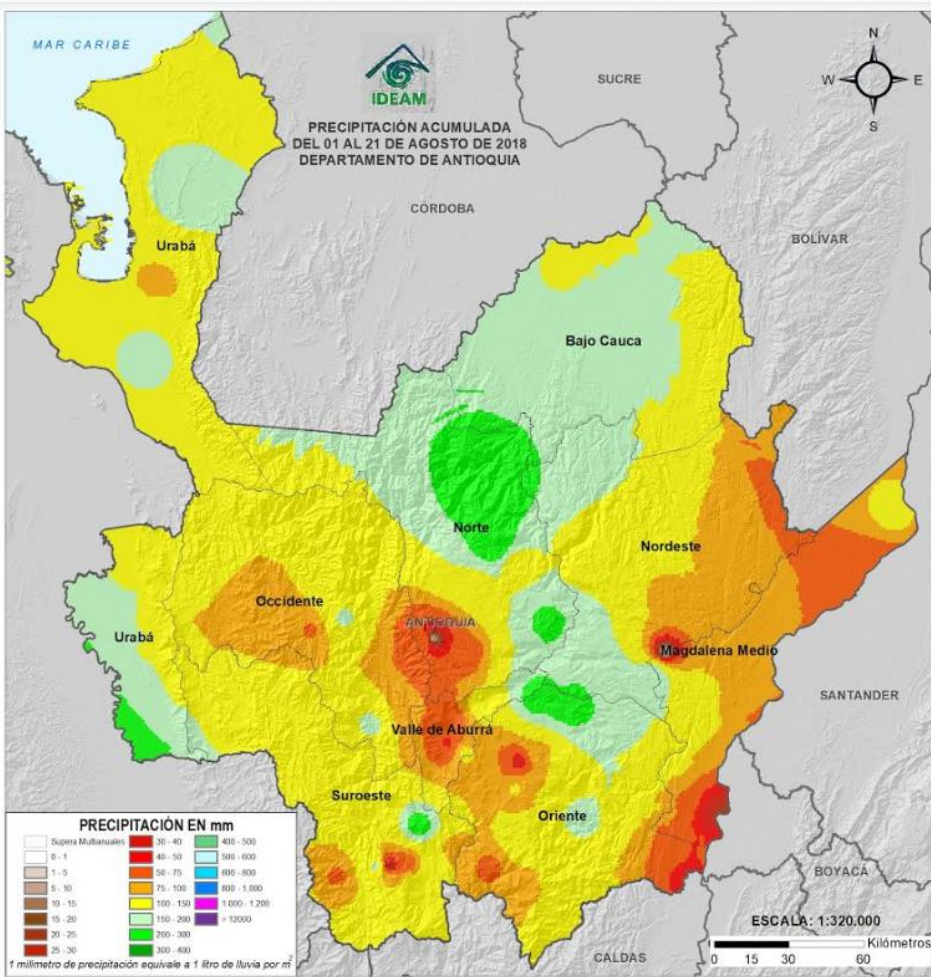 MAR CARIBE
IDEAM
PRECIPITACIÓN ACUMULADA
DEL 01 AL 21 DE AGOSTO DE 2018
DEPARTAMENTO DE ANTIOQUIA
SUCRE
N
W
E
S
CÓRDOBA
BOLÍVAR
Urabá
Bajo Cauca
Norte
Nordeste
Occidente
ANTIOQUIA
Urabá
Magdalena Medio
SANTANDER
Valle de Aburrá
Suroeste
Oriente
BOYACÁ
CALDAS
PRECIPITACIÓN EN mm
Supera Multianuales
0 - 1
1 - 5
5 - 10
10 - 15
15 - 20
20 - 25
25 - 30
30 - 40
40 - 50
50 - 75
75 - 100
100 - 150
150 - 200
200 - 300
300 - 400
400 - 500
500 - 600
600 - 800
800 - 1,000
1.000 - 1,200
> 12000
1 milimetro de precipitación equivale a 1 litro de lluvia por m2
ESCALA: 1:320.000
Kilómetros
0 15 30 60